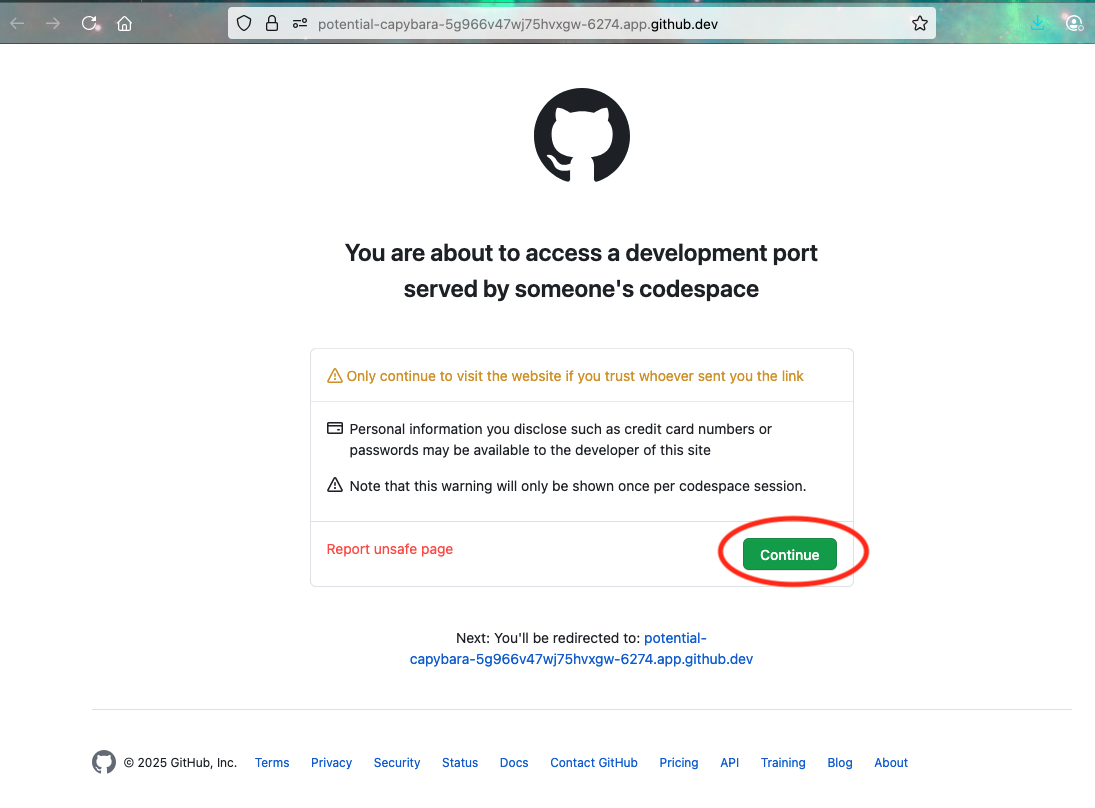 potential-capybara-5g966v47wj75hvxgw-6274.app.github.dev
You are about to access a development port
served by someone's codespace
Only continue to visit the website if you trust whoever sent you the link
Personal information you disclose such as credit card numbers or
passwords may be available to the developer of this site
Note that this warning will only be shown once per codespace session.
Report unsafe page
Continue
Next: You'll be redirected to: potential-
capybara-5g966v47wj75hvxgw-6274.app.github.dev
© 2025 GitHub, Inc. Terms Privacy Security Status Docs Contact GitHub Pricing API Training Blog About